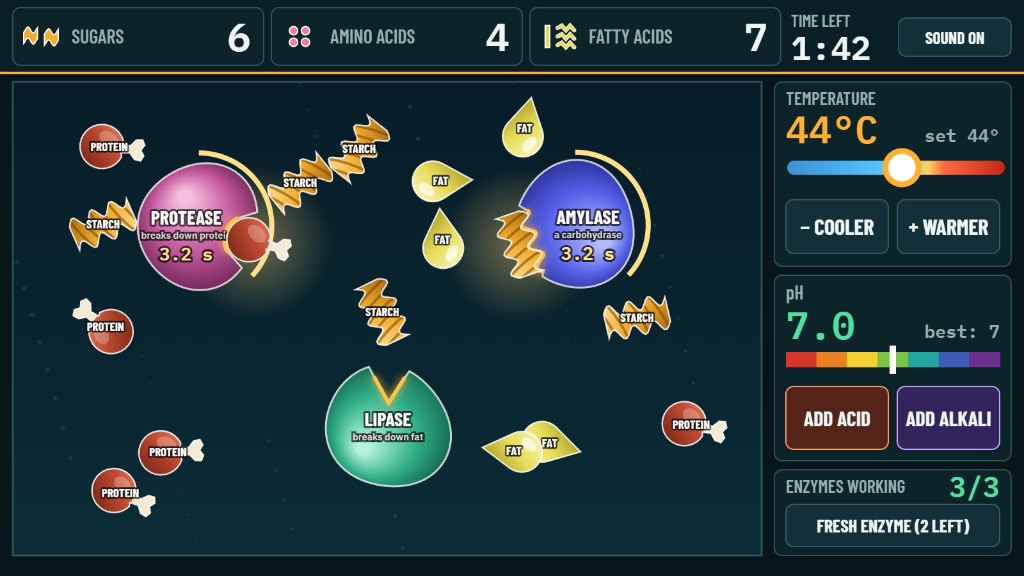 SUGARS 6
AMINO ACIDS 4
FATTY ACIDS 7
TIME LEFT
1:42
SOUND ON
PROTEIN
STARCH
STARCH
STARCH
FAT
FAT
FAT
PROTEASE
breaks down protei
3.2 s
AMYLASE
a carbohydrase
3.2 s
PROTEIN
STARCH
STARCH
LIPASE
breaks down fat
FAT
FAT
PROTEIN
PROTEIN
PROTEIN
TEMPERATURE
44°C
set 44°
− COOLER
+ WARMER
pH
7.0
best: 7
ADD ACID
ADD ALKALI
ENZYMES WORKING 3/3
FRESH ENZYME (2 LEFT)